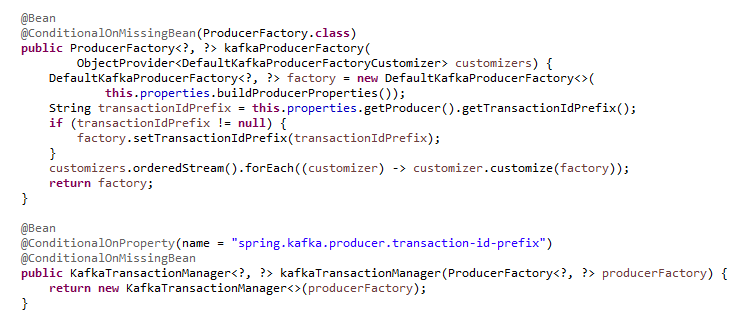 @Bean
@ConditionalOnMissingBean(ProducerFactory.class)
public ProducerFactory<?, ?> kafkaProducerFactory(
        ObjectProvider<DefaultKafkaProducerFactoryCustomizer> customizers) {
    DefaultKafkaProducerFactory<?, ?> factory = new DefaultKafkaProducerFactory<>(
            this.properties.buildProducerProperties());
    String transactionIdPrefix = this.properties.getProducer().getTransactionIdPrefix();
    if (transactionIdPrefix != null) {
        factory.setTransactionIdPrefix(transactionIdPrefix);
    }
    customizers.orderedStream().forEach((customizer) -> customizer.customize(factory));
    return factory;
}

@Bean
@ConditionalOnProperty(name = "spring.kafka.producer.transaction-id-prefix")
@ConditionalOnMissingBean
public KafkaTransactionManager<?, ?> kafkaTransactionManager(ProducerFactory<?, ?> producerFactory) {
    return new KafkaTransactionManager<>(producerFactory);
}